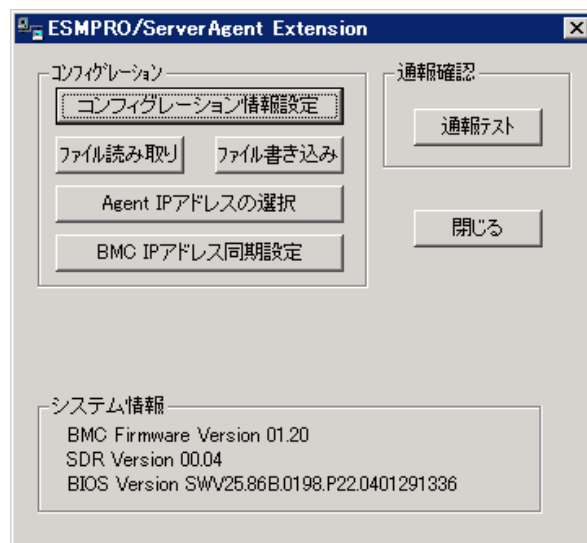 ESMPRO/ServerAgent Extension
コンフィグレーション
コンフィグレーション情報設定
ファイル読み取り
ファイル書き込み
Agent IPアドレスの選択
BMC IPアドレス同期設定
通報確認
通報テスト
閉じる
システム情報
BMC Firmware Version 01.20
SDR Version 00.04
BIOS Version SWV25.86B.0198.P22.0401291336